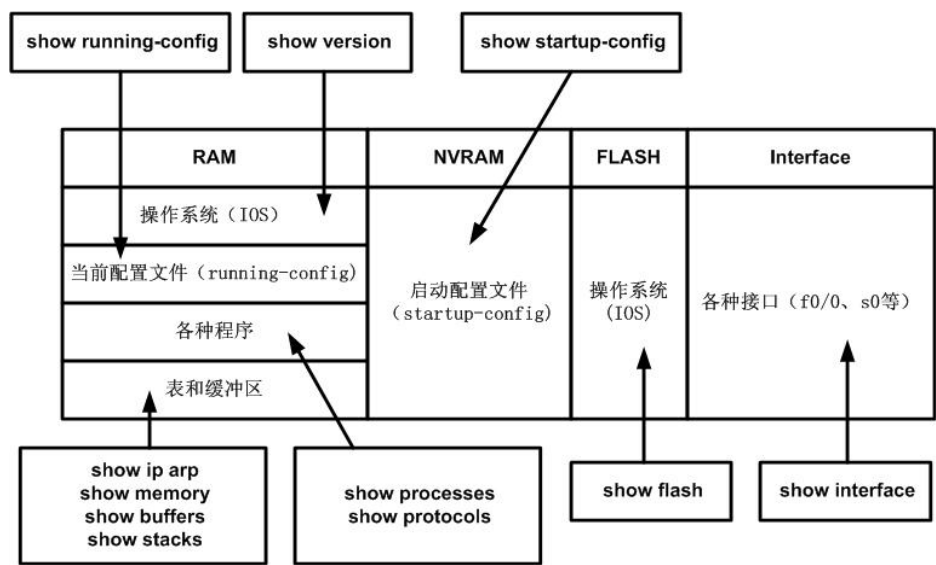 show running-config
show version
show startup-config
RAM
NVRAM
FLASH
Interface
操作系统（IOS）
当前配置文件（running-config)
各种程序
表和缓冲区
启动配置文件
（startup-config)
操作系统
(IOS)
各种接口（f0/0、s0等）
show ip arp
show memory
show buffers
show stacks
show processes
show protocols
show flash
show interface